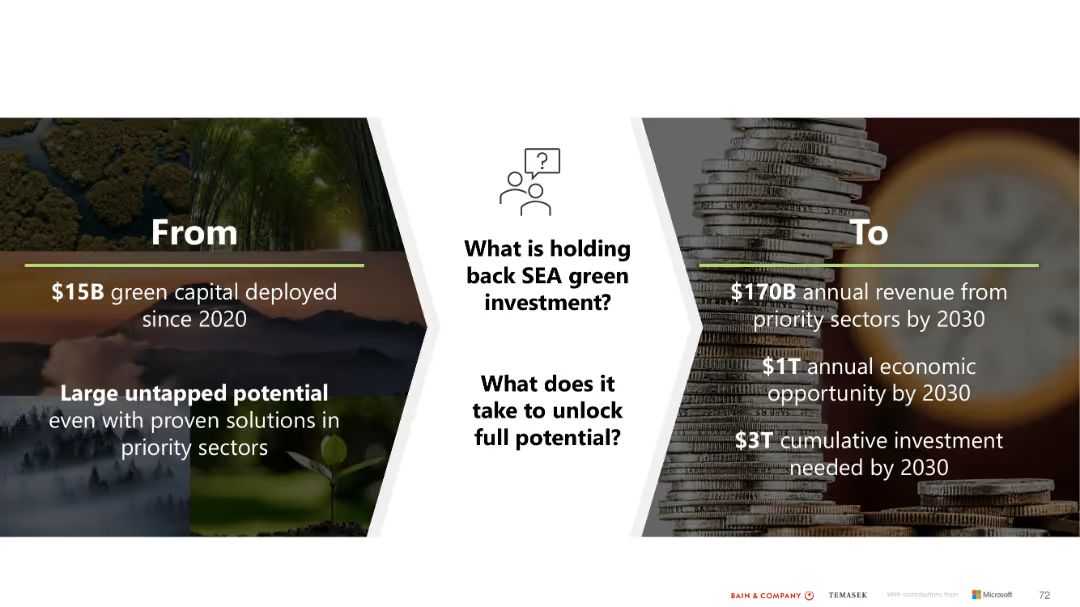 From
$15B green capital deployed
since 2020
Large untapped potential
even with proven solutions in
priority sectors
?
What is holding
back SEA green
investment?
What does it
take to unlock
full potential?
To
$170B annual revenue from
priority sectors by 2030
$1T annual economic
opportunity by 2030
$3T cumulative investment
needed by 2030
BAIN & COMPANY
TEMASEK
With contributions from
Microsoft
72